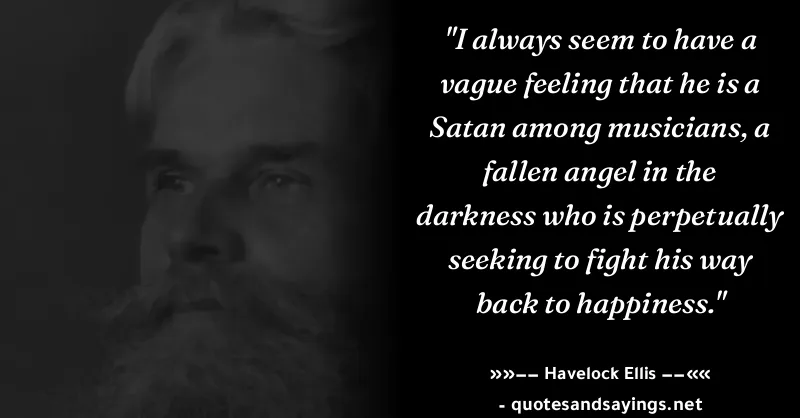 "I always seem to have a
vague feeling that he is a
Satan among musicians, a
fallen angel in the
darkness who is perpetually
seeking to fight his way
back to happiness."
»»−− Havelock Ellis −−««
- quotesandsayings.net